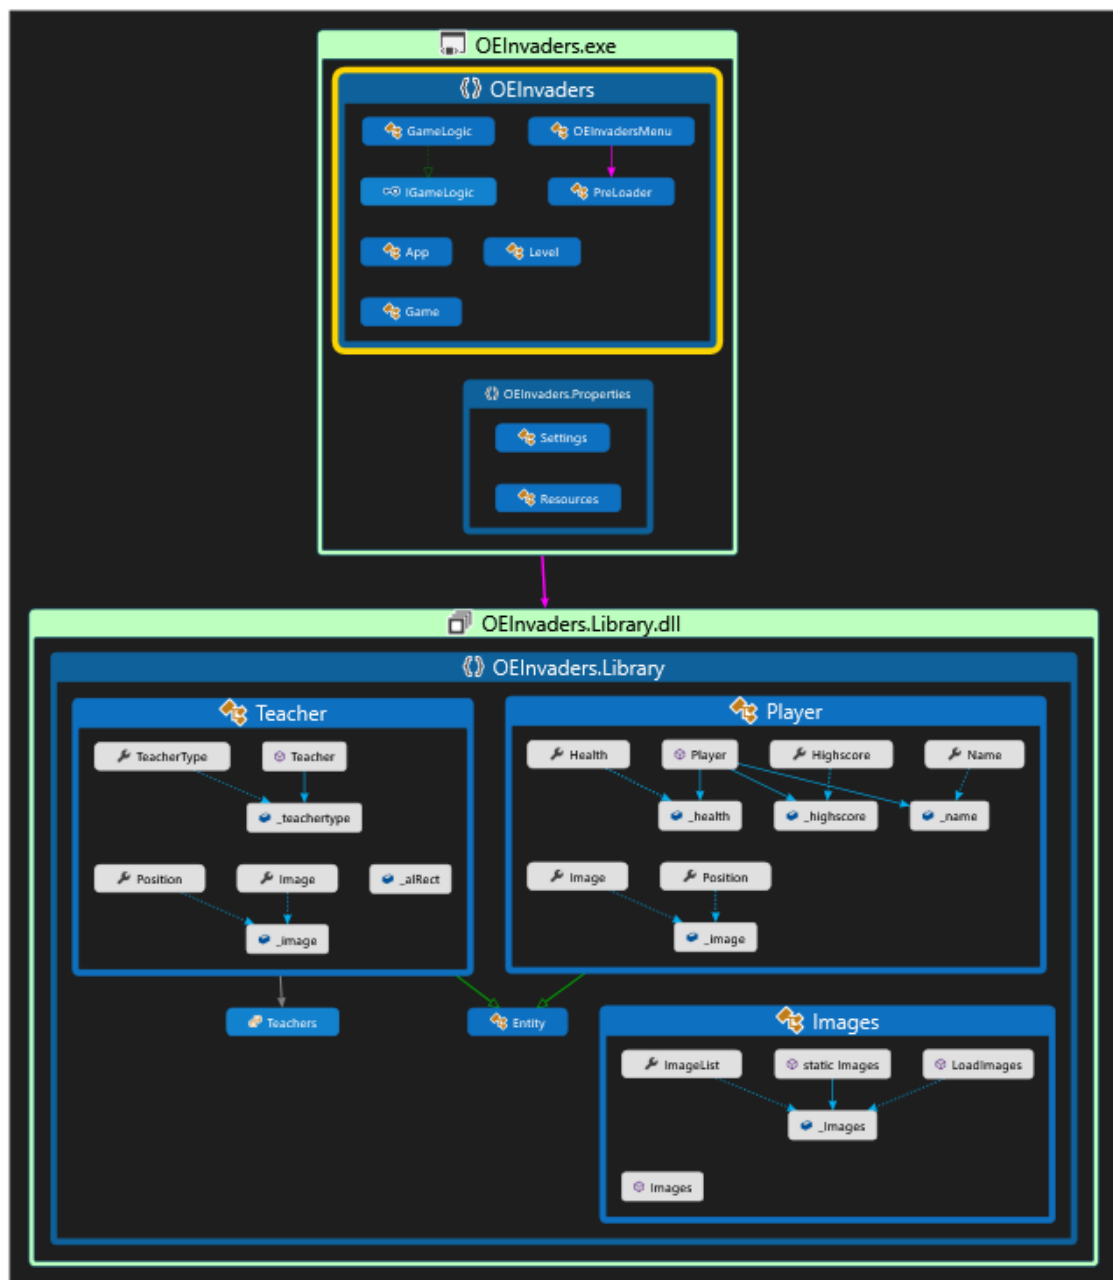 OEInvaders.exe
OEInvaders
GameLogic
OEInvadersMenu
IGameLogic
PreLoader
App
Level
Game
OEInvaders.Properties
Settings
Resources
OEInvaders.Library.dll
OEInvaders.Library
Teacher
TeacherType
Teacher
_teachertype
Position
Image
_alRect
_image
Player
Health
Player
Highscore
Name
_health
_highscore
_name
Image
Position
_image
Teachers
Entity
Images
ImageList
static Images
LoadImages
_Images
Images